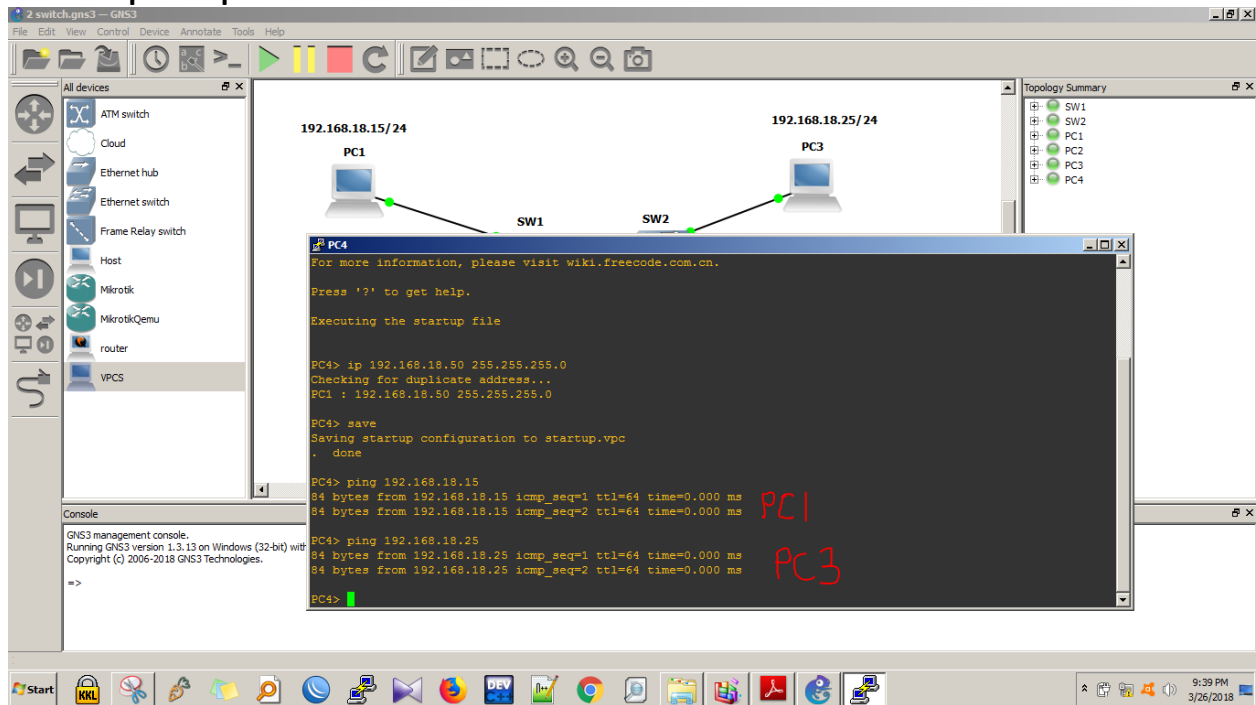 2 switch.gns3 — GNS3
File Edit View Control Device Annotate Tools Help
All devices
ATM switch
Cloud
Ethernet hub
Ethernet switch
Frame Relay switch
Host
Mikrotik
MikrotikQemu
router
VPCS
192.168.18.15/24
PC1
192.168.18.25/24
PC3
SW1
SW2
Topology Summary
SW1
SW2
PC1
PC2
PC3
PC4
PC4
For more information, please visit wiki.freecode.com.cn.
Press '?' to get help.
Executing the startup file
PC4> ip 192.168.18.50 255.255.255.0
Checking for duplicate address...
PC1 : 192.168.18.50 255.255.255.0
PC4> save
Saving startup configuration to startup.vpc
. done
PC4> ping 192.168.18.15
84 bytes from 192.168.18.15 icmp_seq=1 ttl=64 time=0.000 ms
84 bytes from 192.168.18.15 icmp_seq=2 ttl=64 time=0.000 ms
PC1
PC4> ping 192.168.18.25
84 bytes from 192.168.18.25 icmp_seq=1 ttl=64 time=0.000 ms
84 bytes from 192.168.18.25 icmp_seq=2 ttl=64 time=0.000 ms
PC3
PC4>
Console
GNS3 management console.
Running GNS3 version 1.3.13 on Windows (32-bit) with
Copyright (c) 2006-2018 GNS3 Technologies.
=>
Start
KKL
DEV
C++
9:39 PM
3/26/2018